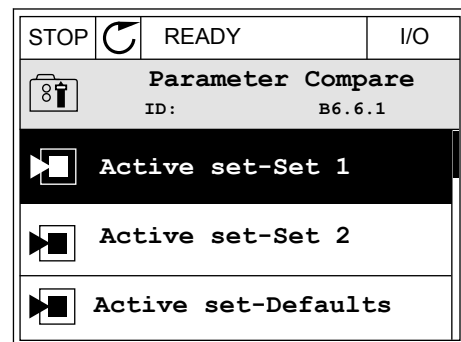 STOP READY I/O
Parameter Compare
ID: B6.6.1
Active set-Set 1
Active set-Set 2
Active set-Defaults